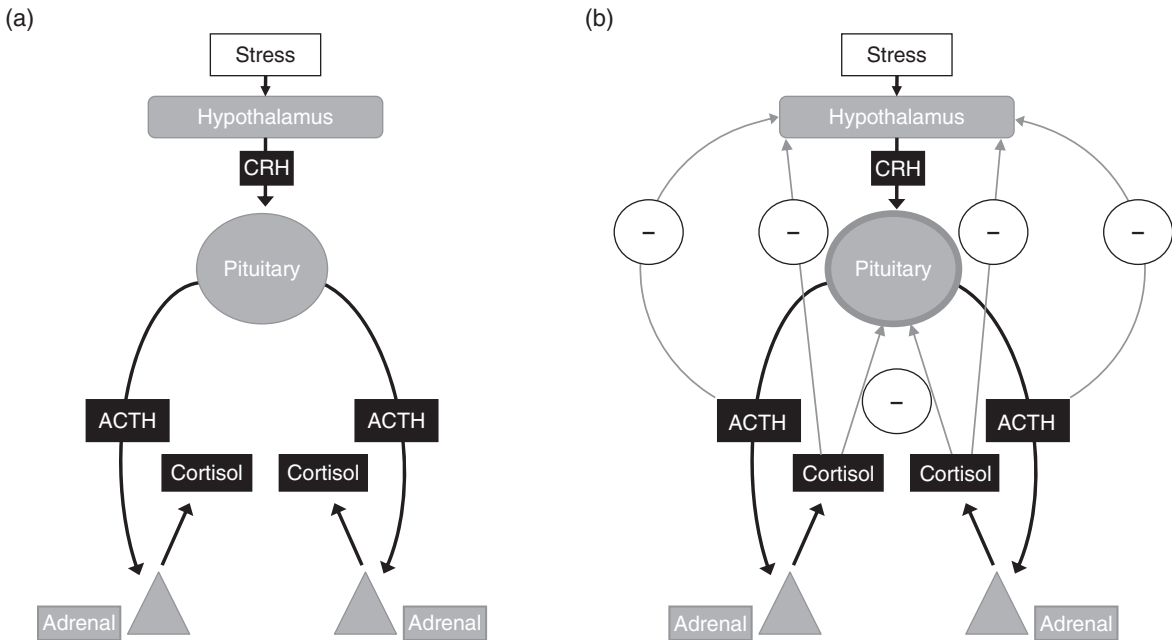 (a)
Stress
Hypothalamus
CRH
Pituitary
ACTH
ACTH
Cortisol
Cortisol
Adrenal
Adrenal
(b)
Stress
Hypothalamus
CRH
–
–
–
–
Pituitary
–
ACTH
ACTH
Cortisol
Cortisol
Adrenal
Adrenal